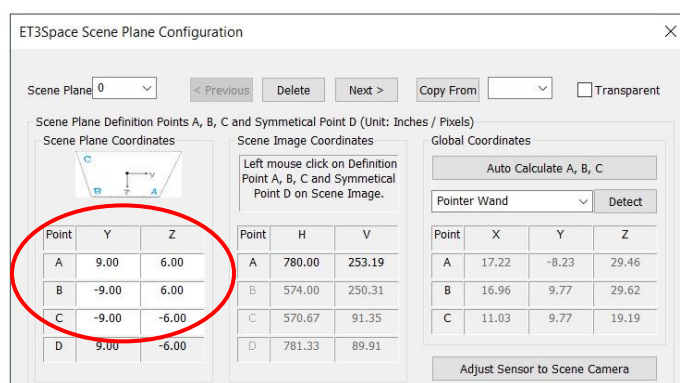 ET3Space Scene Plane Configuration
Scene Plane 0 < Previous Delete Next > Copy From Transparent
Scene Plane Definition Points A, B, C and Symmetrical Point D (Unit: Inches / Pixels)
Scene Plane Coordinates
C
Y
B Z A
Point Y Z
A 9.00 6.00
B -9.00 6.00
C -9.00 -6.00
D 9.00 -6.00
Scene Image Coordinates
Left mouse click on Definition
Point A, B, C and Symmetrical
Point D on Scene Image.
Point H V
A 780.00 253.19
B 574.00 250.31
C 570.67 91.35
D 781.33 89.91
Global Coordinates
Auto Calculate A, B, C
Pointer Wand Detect
Point X Y Z
A 17.22 -8.23 29.46
B 16.96 9.77 29.62
C 11.03 9.77 19.19
Adjust Sensor to Scene Camera